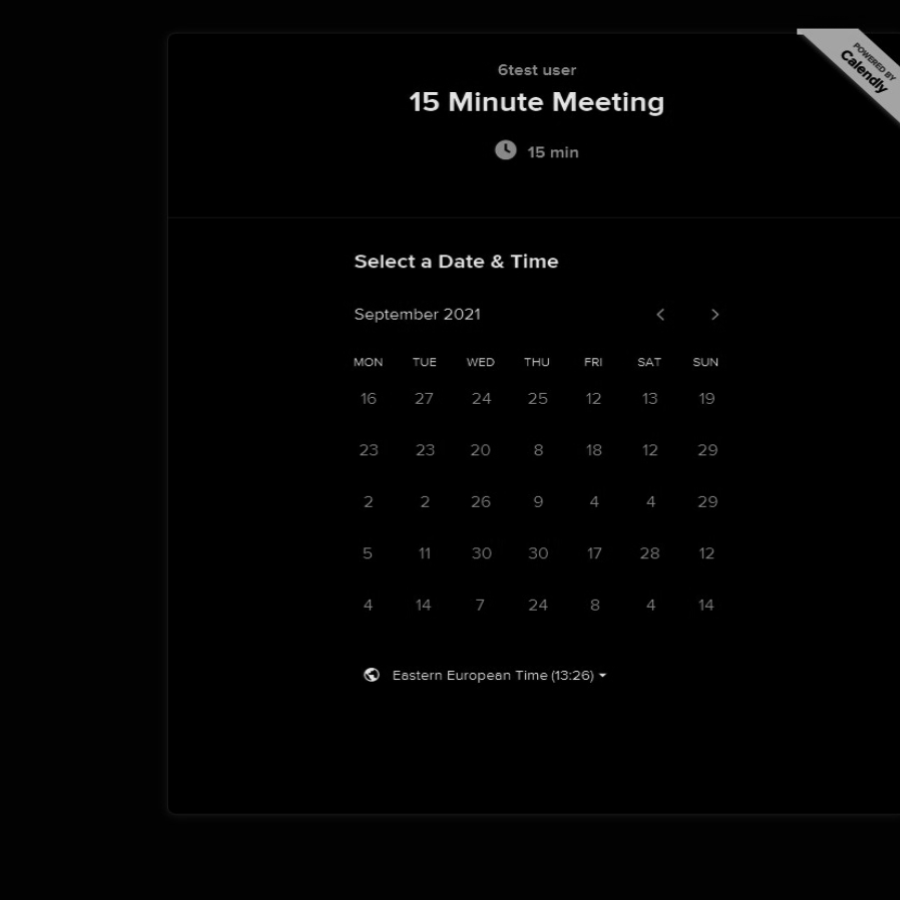 POWERED BY
Calendly
6test user
15 Minute Meeting
15 min
Select a Date & Time
September 2021
MON TUE WED THU FRI SAT SUN
16 27 24 25 12 13 19
23 23 20 8 18 12 29
2 2 26 9 4 4 29
5 11 30 30 17 28 12
4 14 7 24 8 4 14
Eastern European Time (13:26)